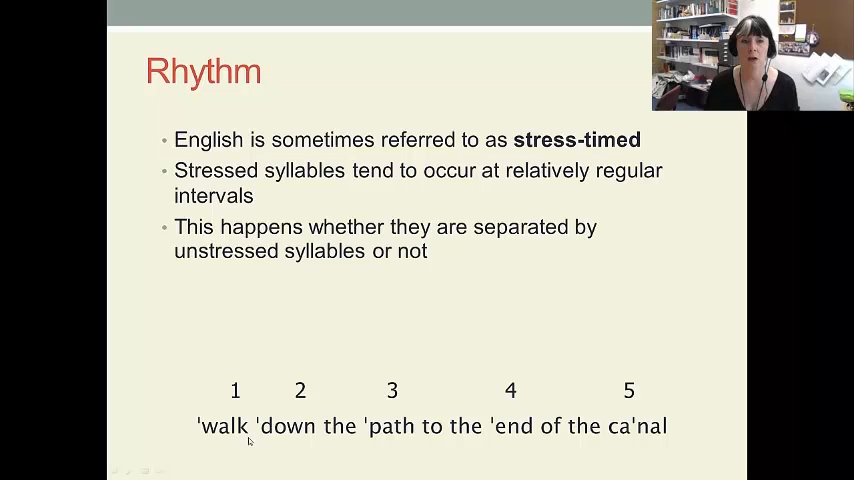 Rhythm
• English is sometimes referred to as stress-timed
• Stressed syllables tend to occur at relatively regular
intervals
• This happens whether they are separated by
unstressed syllables or not
1 2 3 4 5
'walk 'down the 'path to the 'end of the ca'nal